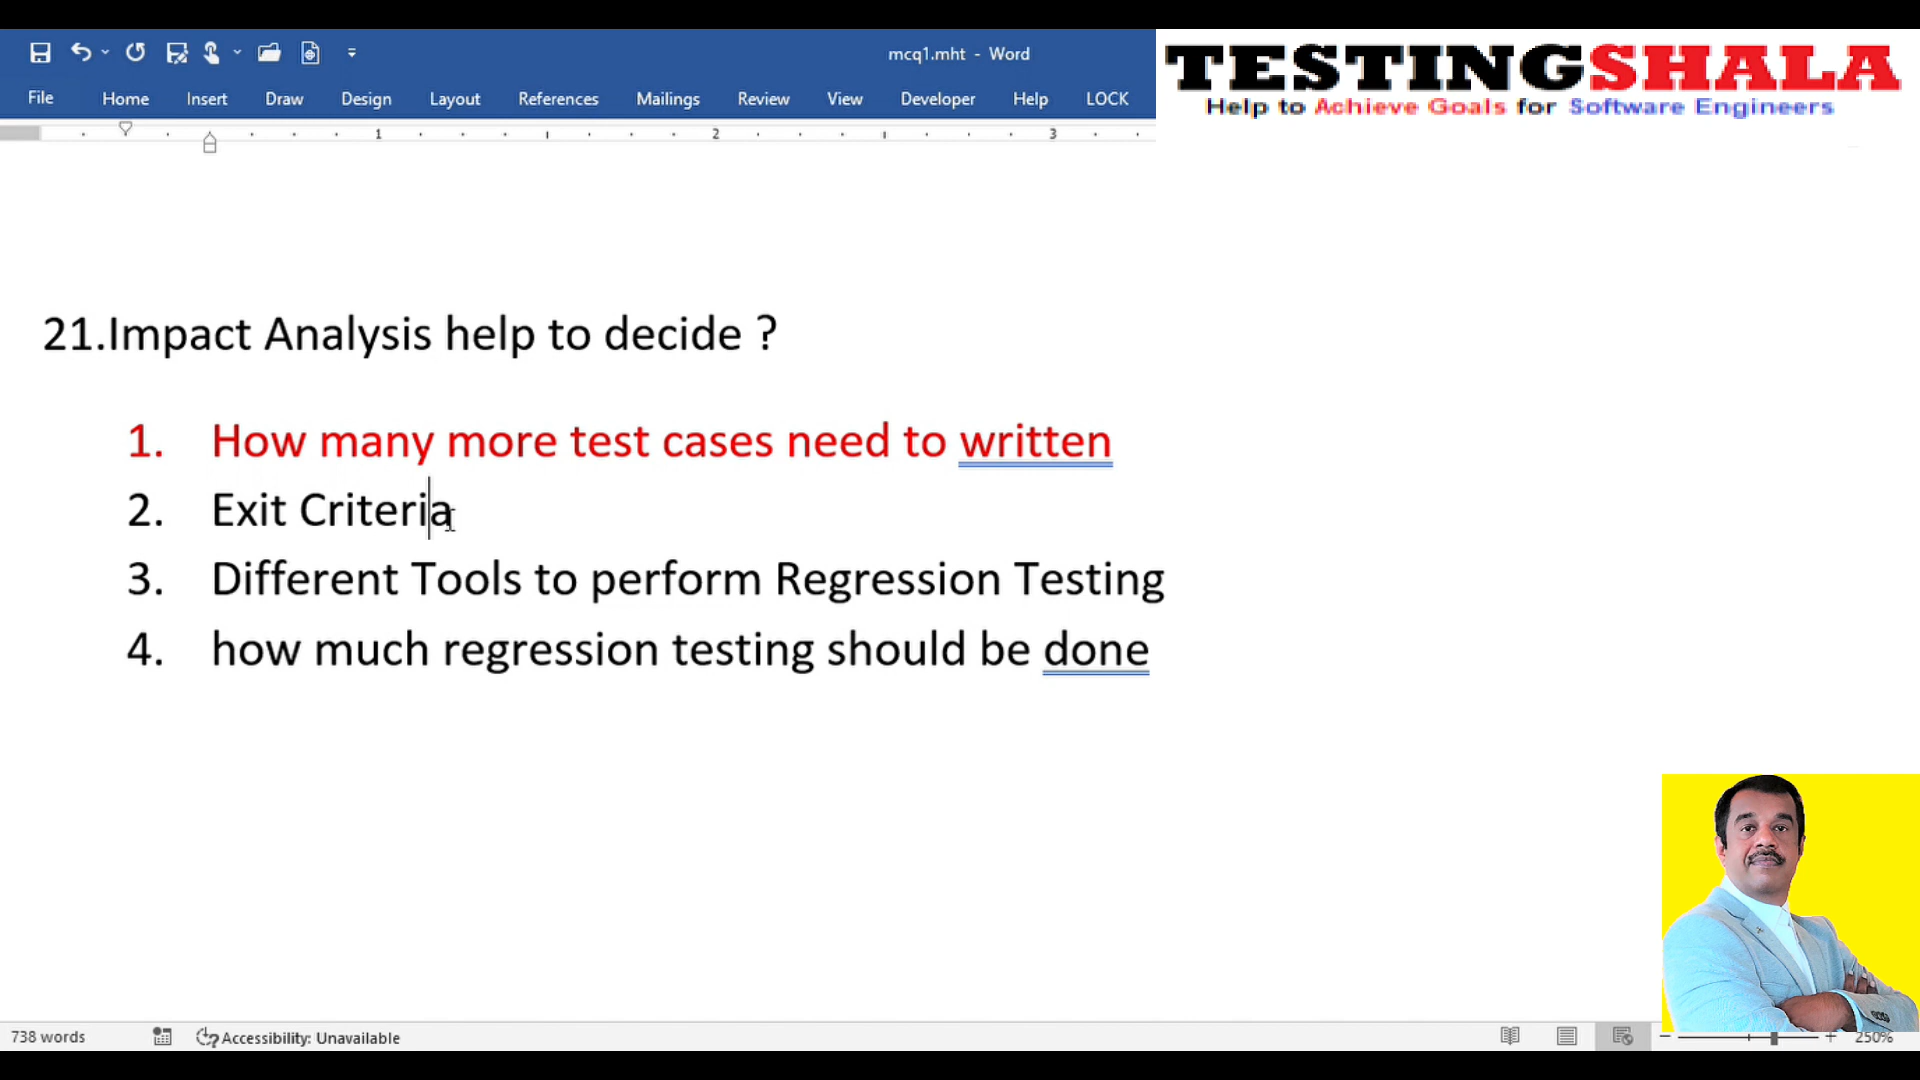 mcq1.mht - Word
TESTINGSHALA
Help to Achieve Goals for Software Engineers
File Home Insert Draw Design Layout References Mailings Review View Developer Help LOCK
1 2 3
21.Impact Analysis help to decide ?
1. How many more test cases need to written
2. Exit Criteria
3. Different Tools to perform Regression Testing
4. how much regression testing should be done
738 words Accessibility: Unavailable 250%